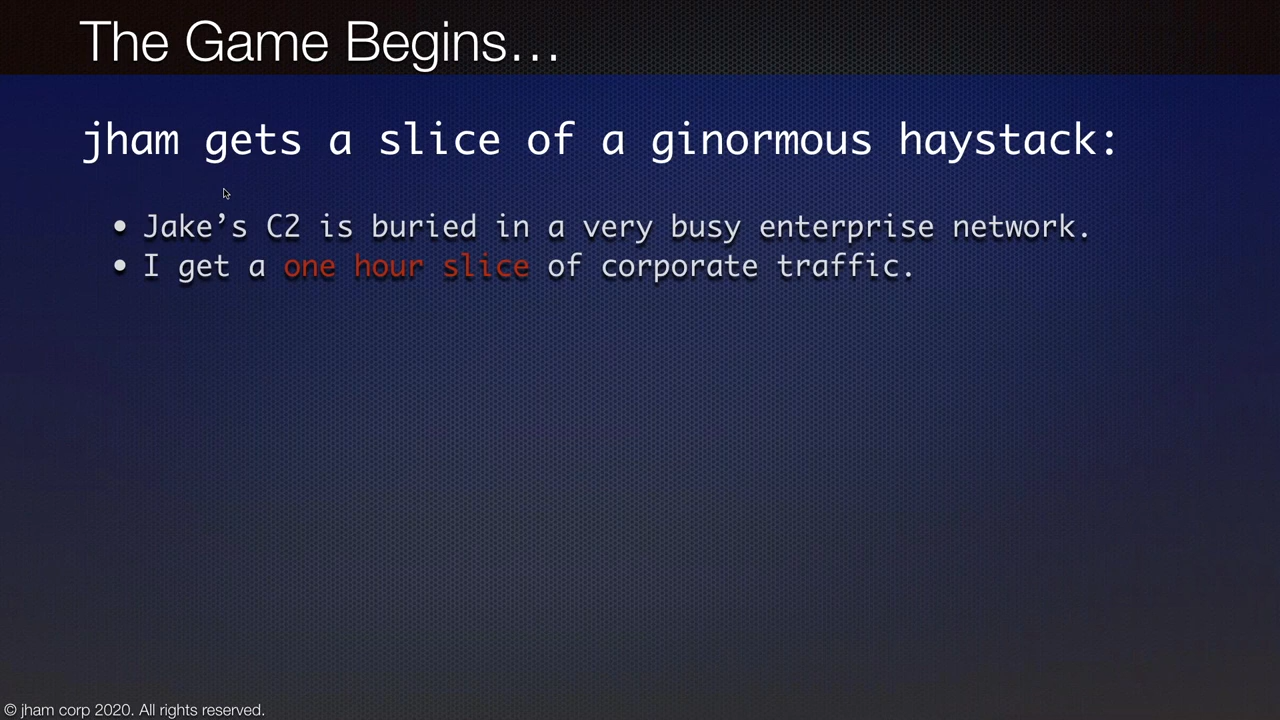 The Game Begins…
jham gets a slice of a ginormous haystack:
• Jake’s C2 is buried in a very busy enterprise network.
• I get a one hour slice of corporate traffic.
© jham corp 2020. All rights reserved.